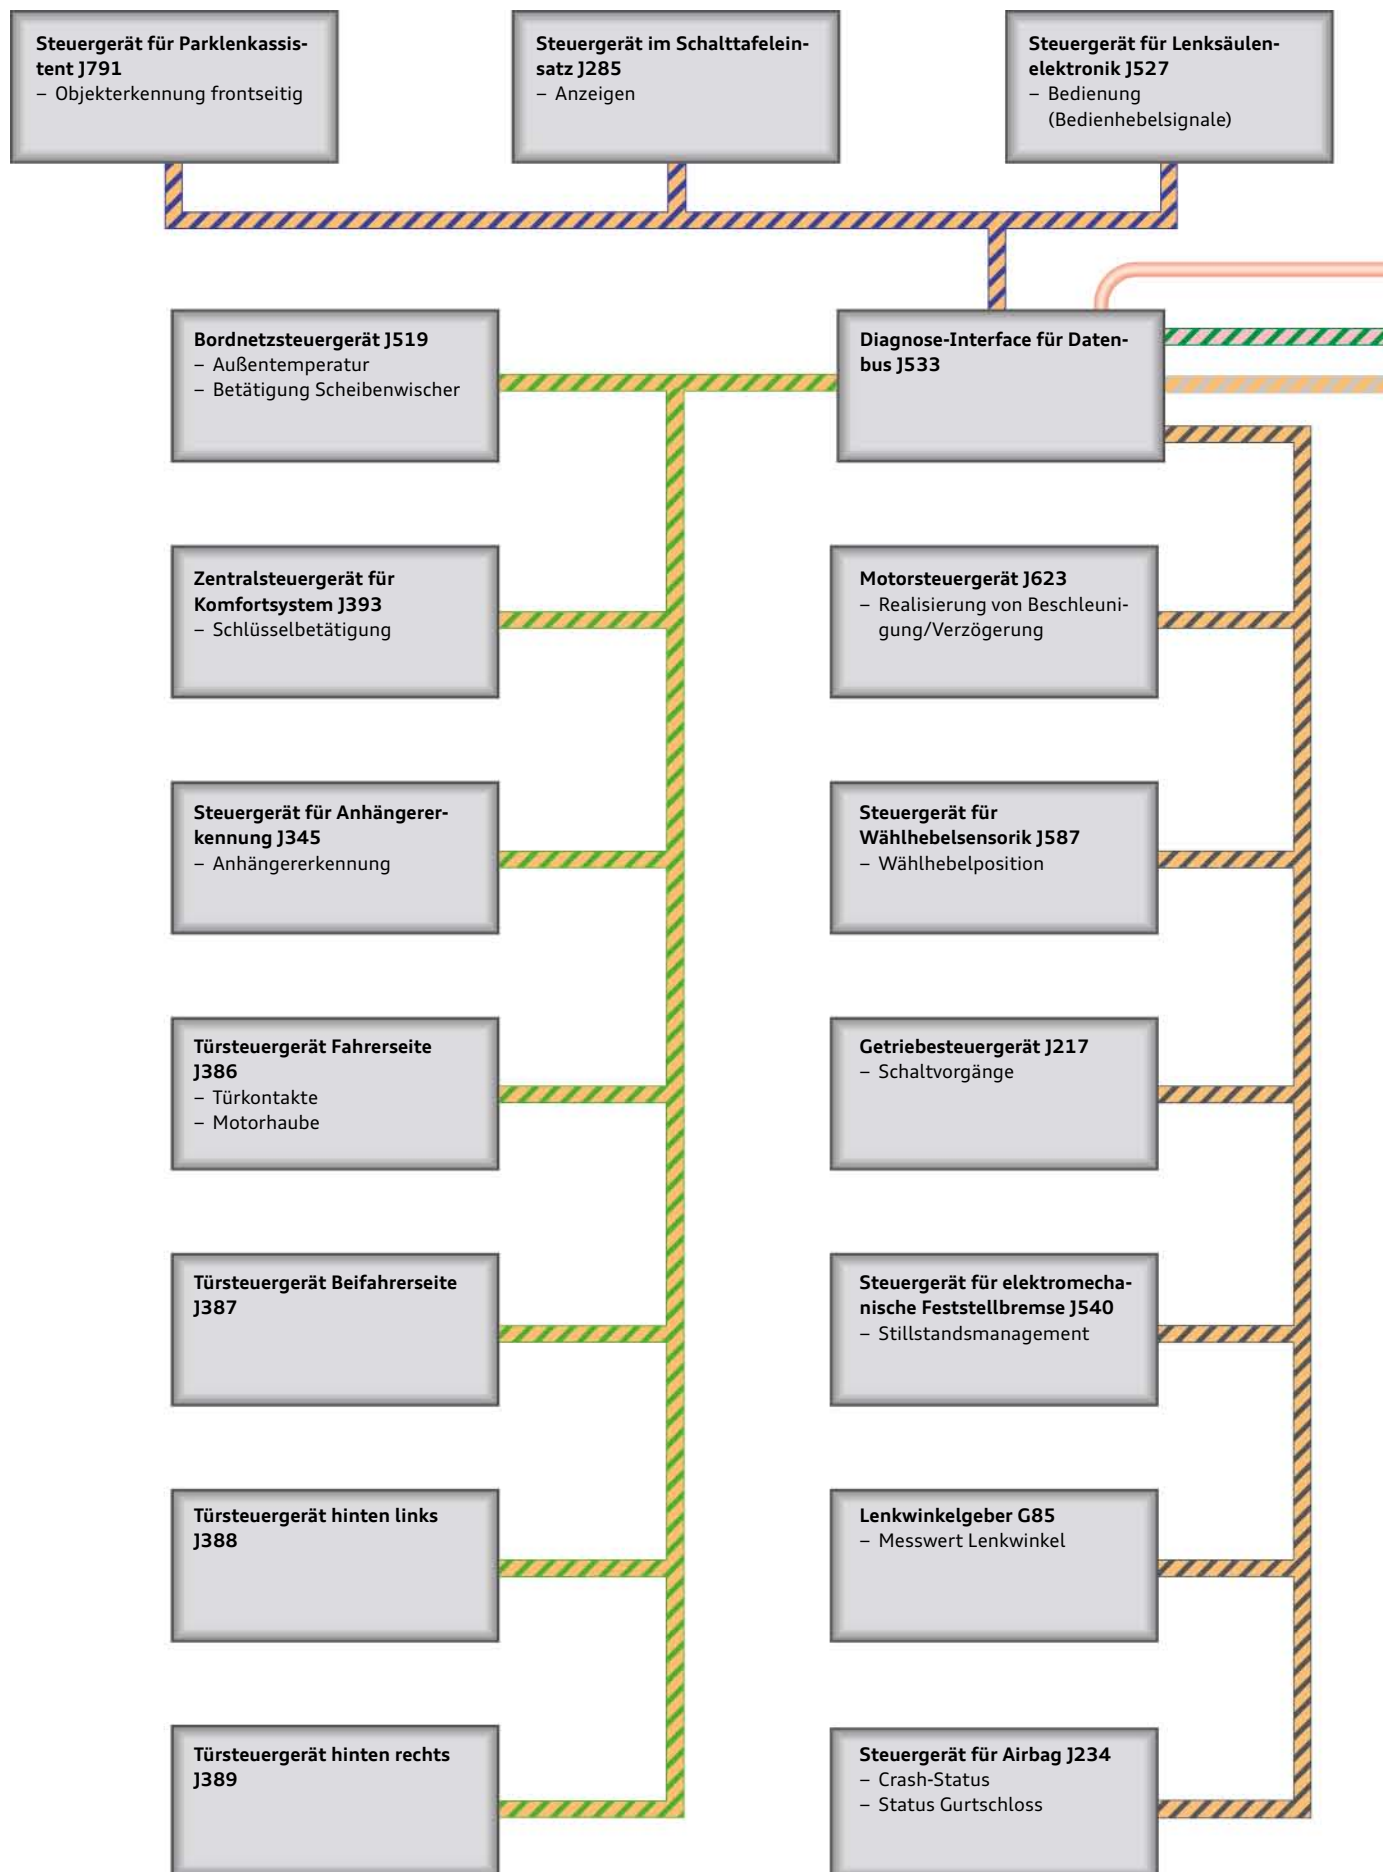 Steuergerät für Parklenkassis-
tent J791
– Objekterkennung frontseitig
Steuergerät im Schalttafelein-
satz J285
– Anzeigen
Steuergerät für Lenksäulen-
elektronik J527
– Bedienung
(Bedienhebelsignale)
Bordnetzsteuergerät J519
– Außentemperatur
– Betätigung Scheibenwischer
Diagnose-Interface für Daten-
bus J533
Zentralsteuergerät für
Komfortsystem J393
– Schlüsselbetätigung
Motorsteuergerät J623
– Realisierung von Beschleuni-
gung/Verzögerung
Steuergerät für Anhängerer-
kennung J345
– Anhängererkennung
Steuergerät für
Wählhebelsensorik J587
– Wählhebelposition
Türsteuergerät Fahrerseite
J386
– Türkontakte
– Motorhaube
Getriebesteuergerät J217
– Schaltvorgänge
Türsteuergerät Beifahrerseite
J387
Steuergerät für elektromecha-
nische Feststellbremse J540
– Stillstandsmanagement
Türsteuergerät hinten links
J388
Lenkwinkelgeber G85
– Messwert Lenkwinkel
Türsteuergerät hinten rechts
J389
Steuergerät für Airbag J234
– Crash-Status
– Status Gurtschloss